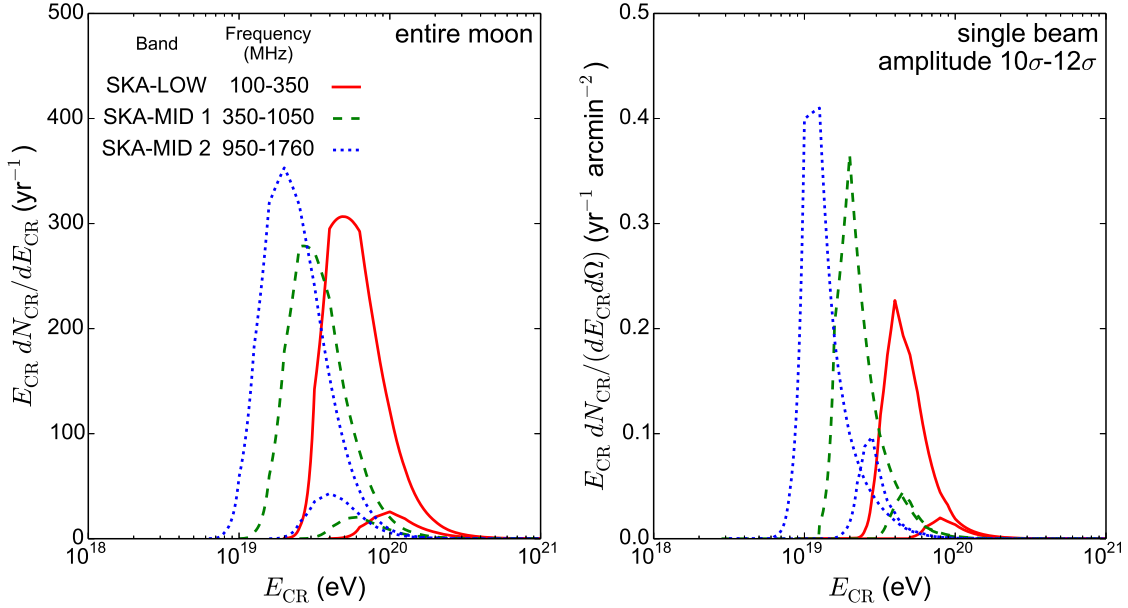 entire moon
Band Frequency (MHz)
SKA-LOW 100-350
SKA-MID 1 350-1050
SKA-MID 2 950-1760
500
400
300
200
100
0
10^18 10^19 10^20 10^21
E_CR dN_CR/dE_CR (yr^−1)
E_CR (eV)
single beam
amplitude 10σ-12σ
0.5
0.4
0.3
0.2
0.1
0.0
10^18 10^19 10^20 10^21
E_CR dN_CR/(dE_CR dΩ) (yr^−1 arcmin^−2)
E_CR (eV)